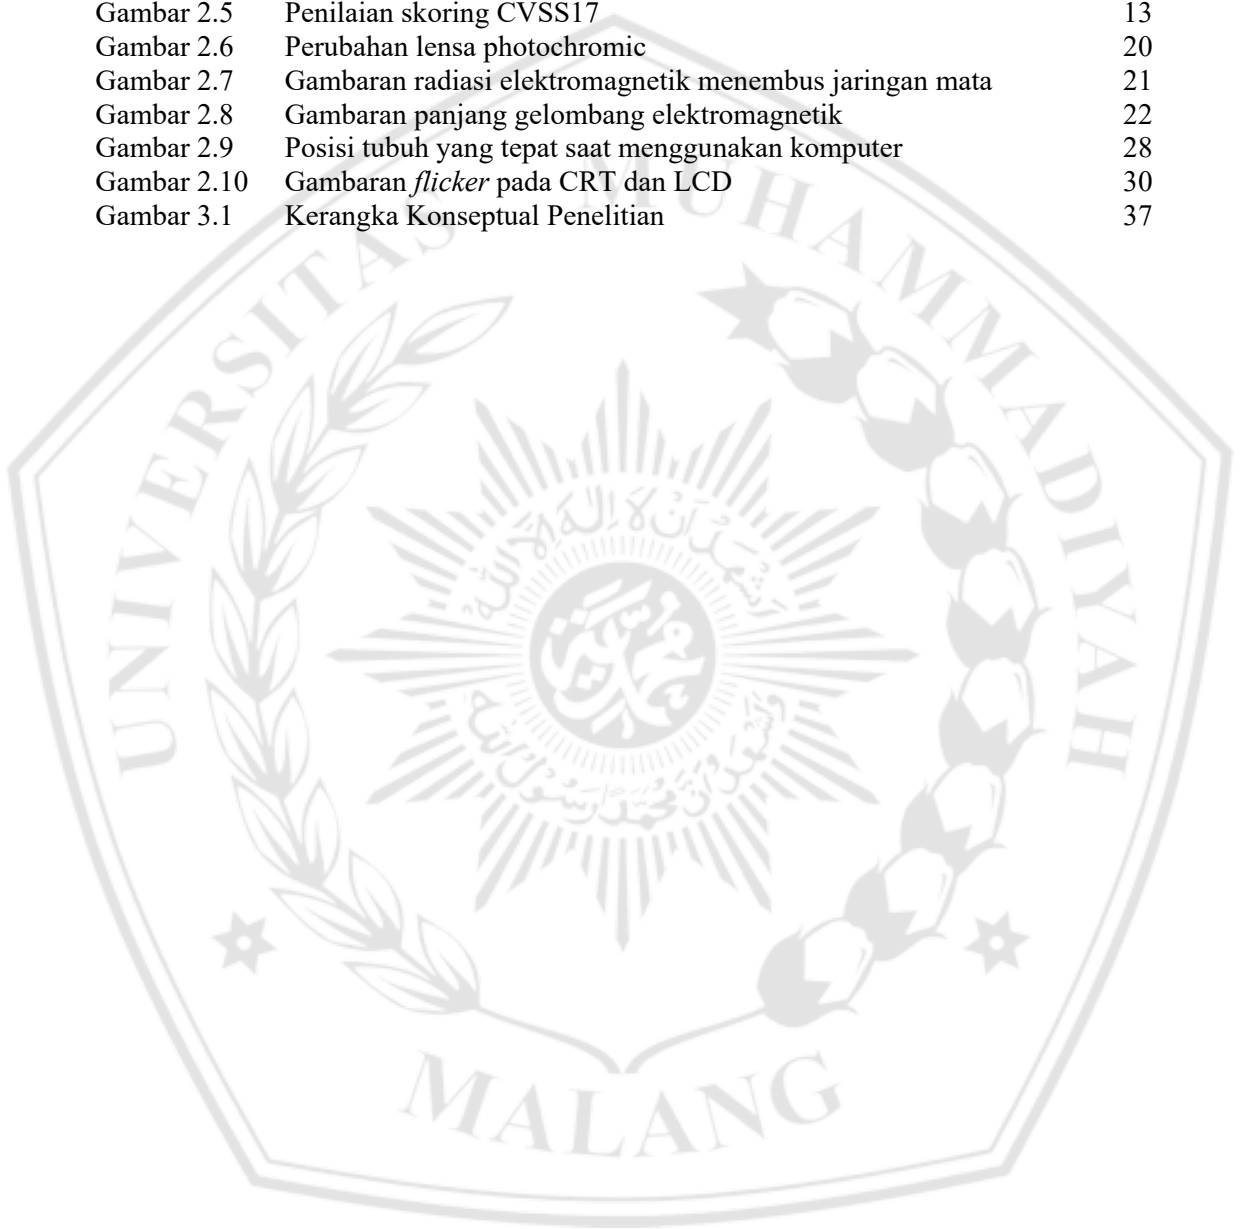 Gambar 2.5 Penilaian skoring CVSS17 13
Gambar 2.6 Perubahan lensa photochromic 20
Gambar 2.7 Gambaran radiasi elektromagnetik menembus jaringan mata 21
Gambar 2.8 Gambaran panjang gelombang elektromagnetik 22
Gambar 2.9 Posisi tubuh yang tepat saat menggunakan komputer 28
Gambar 2.10 Gambaran flicker pada CRT dan LCD 30
Gambar 3.1 Kerangka Konseptual Penelitian 37
UNIVERSITAS MUHAMMADIYAH
MALANG